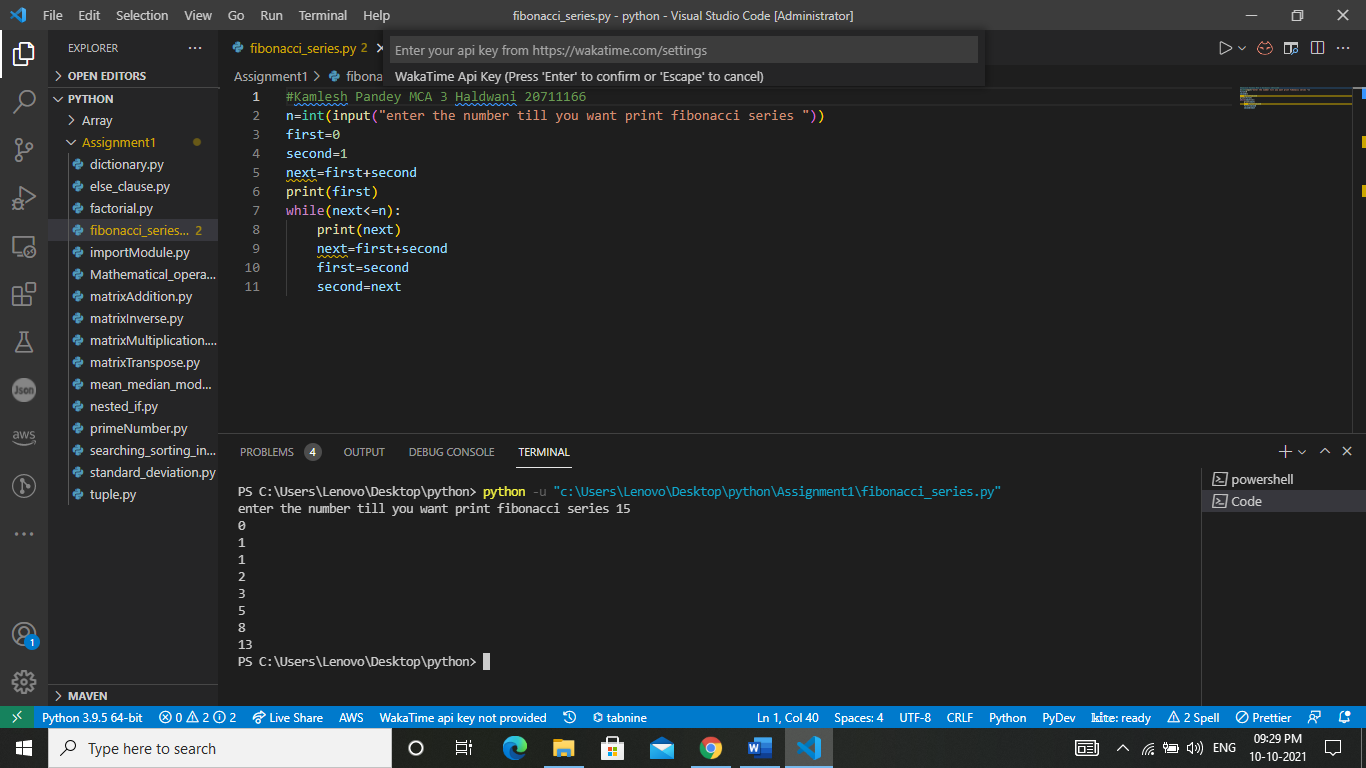 File Edit Selection View Go Run Terminal Help fibonacci_series.py - python - Visual Studio Code [Administrator]
EXPLORER ...
OPEN EDITORS
PYTHON
Array
Assignment1
dictionary.py
else_clause.py
factorial.py
fibonacci_series... 2
importModule.py
Mathematical_opera...
matrixAddition.py
matrixInverse.py
matrixMultiplication....
matrixTranspose.py
mean_median_mod...
nested_if.py
primeNumber.py
searching_sorting_in...
standard_deviation.py
tuple.py
MAVEN
Json
aws
1
fibonacci_series.py 2
Enter your api key from https://wakatime.com/settings
WakaTime Api Key (Press 'Enter' to confirm or 'Escape' to cancel)
Assignment1 > fibona
1 #Kamlesh Pandey MCA 3 Haldwani 20711166
2 n=int(input("enter the number till you want print fibonacci series "))
3 first=0
4 second=1
5 next=first+second
6 print(first)
7 while(next<=n):
8     print(next)
9     next=first+second
10     first=second
11     second=next
PROBLEMS 4 OUTPUT DEBUG CONSOLE TERMINAL
PS C:\Users\Lenovo\Desktop\python> python -u "c:\Users\Lenovo\Desktop\python\Assignment1\fibonacci_series.py"
enter the number till you want print fibonacci series 15
0
1
1
2
3
5
8
13
PS C:\Users\Lenovo\Desktop\python>
powershell
Code
Python 3.9.5 64-bit 0 2 2 Live Share AWS WakaTime api key not provided tabnine Ln 1, Col 40 Spaces: 4 UTF-8 CRLF Python PyDev kite: ready 2 Spell Prettier
Type here to search
ENG
09:29 PM
10-10-2021